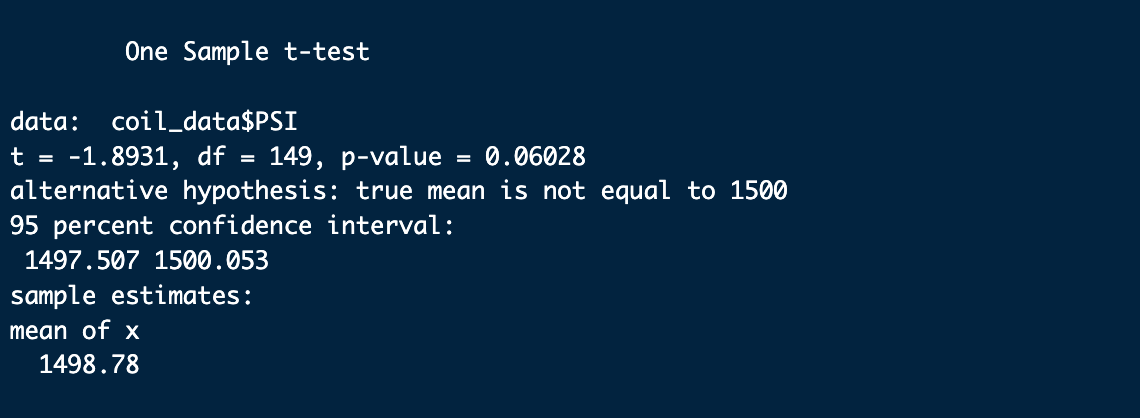 One Sample t-test
data:  coil_data$PSI
t = -1.8931, df = 149, p-value = 0.06028
alternative hypothesis: true mean is not equal to 1500
95 percent confidence interval:
1497.507 1500.053
sample estimates:
mean of x
1498.78